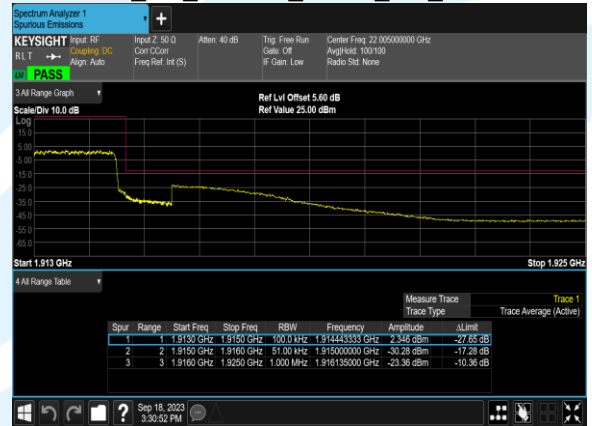 Spectrum Analyzer 1
Spurious Emissions
KEYSIGHT Input: RF Input Z: 50 Ω Atten: 40 dB Trig: Free Run Center Freq: 22.005000000 GHz
RLT Coupling: DC Corr CCorr Gate: Off Avg|Hold: 100/100
Align: Auto Freq Ref: Int (S) IF Gain: Low Radio Std: None
PASS
3 All Range Graph
Ref Lvl Offset 5.60 dB
Scale/Div 10.0 dB Ref Value 25.00 dBm
Log
15.0
5.00
-5.00
-15.0
-25.0
-35.0
-45.0
-55.0
-65.0
Start 1.913 GHz Stop 1.925 GHz
4 All Range Table
Measure Trace Trace 1
Trace Type Trace Average (Active)
Spur Range Start Freq Stop Freq RBW Frequency Amplitude ΔLimit
1 1 1.9130 GHz 1.9150 GHz 100.0 kHz 1.914443333 GHz 2.346 dBm -27.65 dB
2 2 1.9150 GHz 1.9160 GHz 51.00 kHz 1.915000000 GHz -30.28 dBm -17.28 dB
3 3 1.9160 GHz 1.9250 GHz 1.000 MHz 1.916135000 GHz -23.36 dBm -10.36 dB
Sep 18, 2023
3:30:52 PM